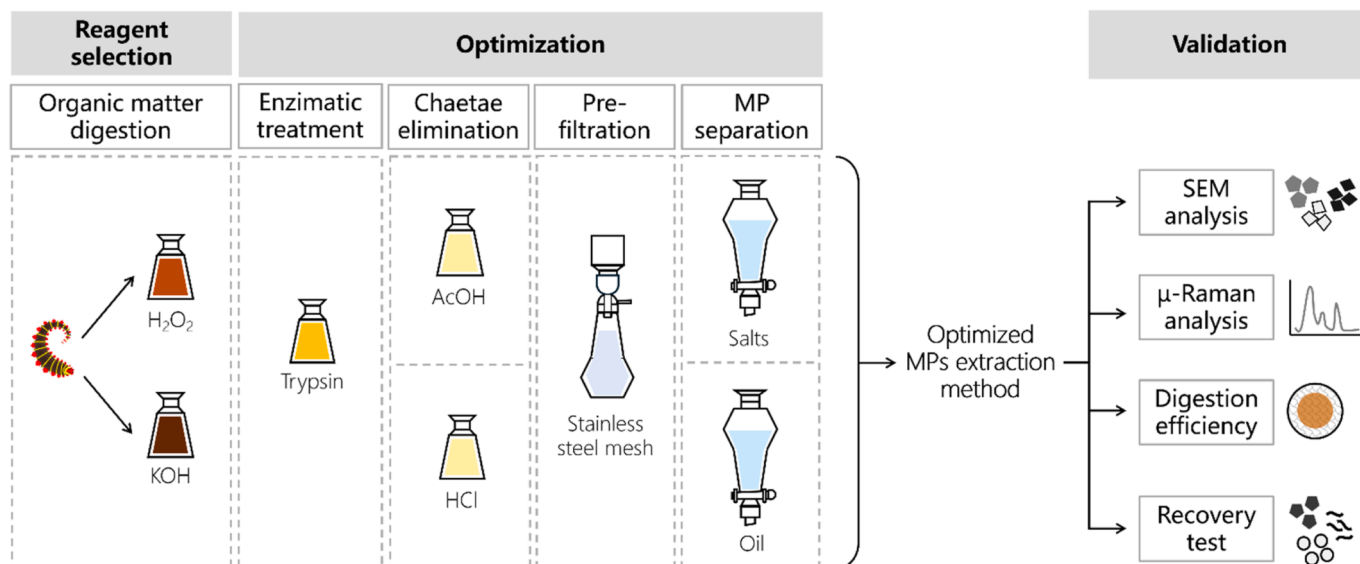 Reagent
selection
Optimization
Validation
Organic matter
digestion
Enzimatic
treatment
Chaetae
elimination
Pre-
filtration
MP
separation
H₂O₂
KOH
Trypsin
AcOH
HCl
Stainless
steel mesh
Salts
Oil
Optimized
MPs extraction
method
SEM
analysis
µ-Raman
analysis
Digestion
efficiency
Recovery
test